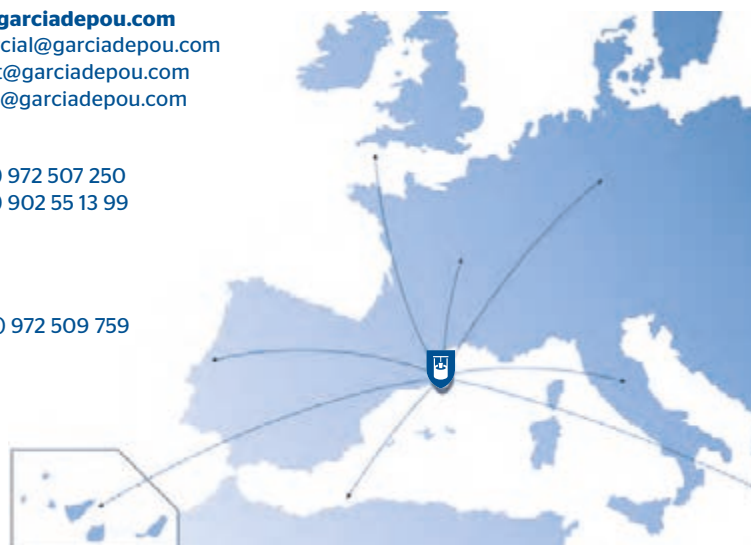 garciadepou.com
cial@garciadepou.com
t@garciadepou.com
@garciadepou.com
) 972 507 250
) 902 55 13 99
) 972 509 759